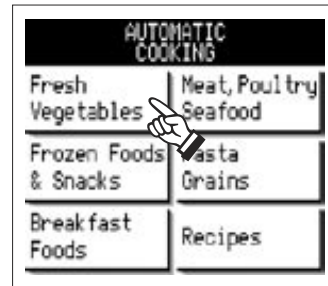 AUTOMATIC
COOKING
Fresh
Vegetables
Meat, Poultry
Seafood
Frozen Foods
& Snacks
Pasta
Grains
Breakfast
Foods
Recipes